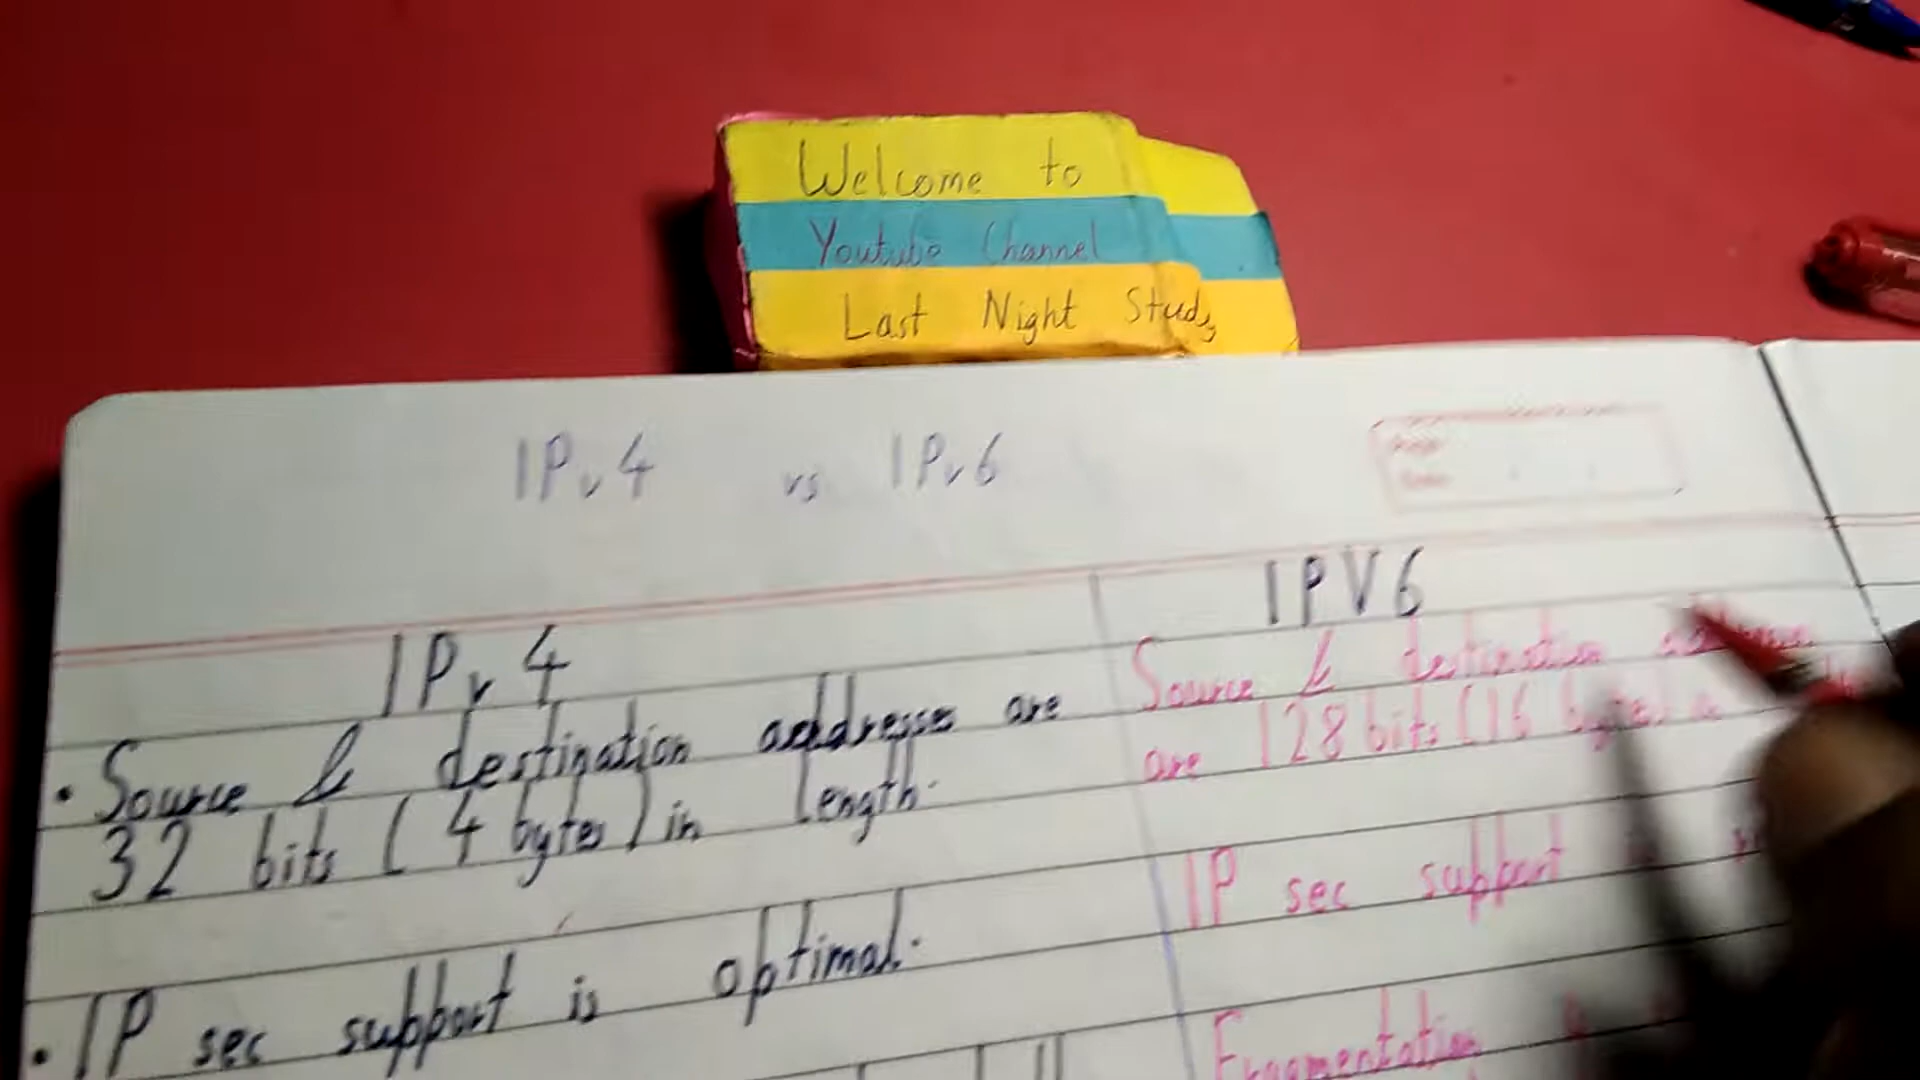 Welcome to
Youtube Channel
Last Night Study
IPv4 vs IPv6
IPv4
• Source & destination addresses are
32 bits (4 bytes) in length.
• IP sec support is optimal.
IPV6
Source & destination
are 128 bits (16 bytes)
IP sec support
Fragmentation